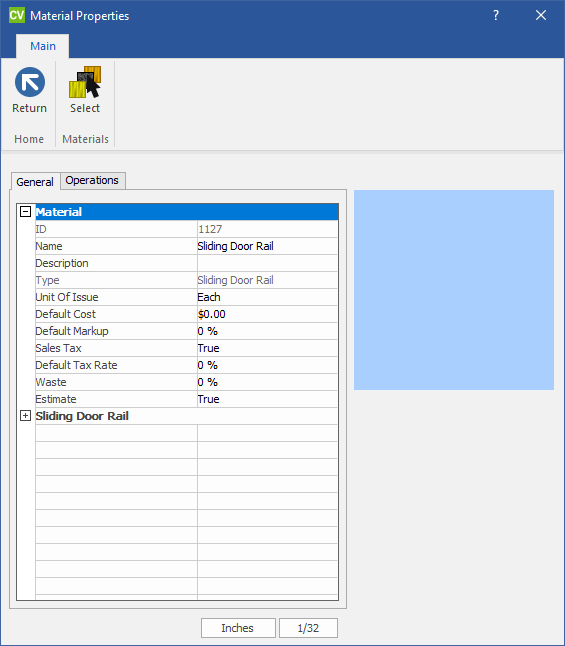 CV Material Properties ?
Main
Return Select
Home Materials
General Operations
Material
ID 1127
Name Sliding Door Rail
Description
Type Sliding Door Rail
Unit Of Issue Each
Default Cost $0.00
Default Markup 0 %
Sales Tax True
Default Tax Rate 0 %
Waste 0 %
Estimate True
Sliding Door Rail
Inches 1/32